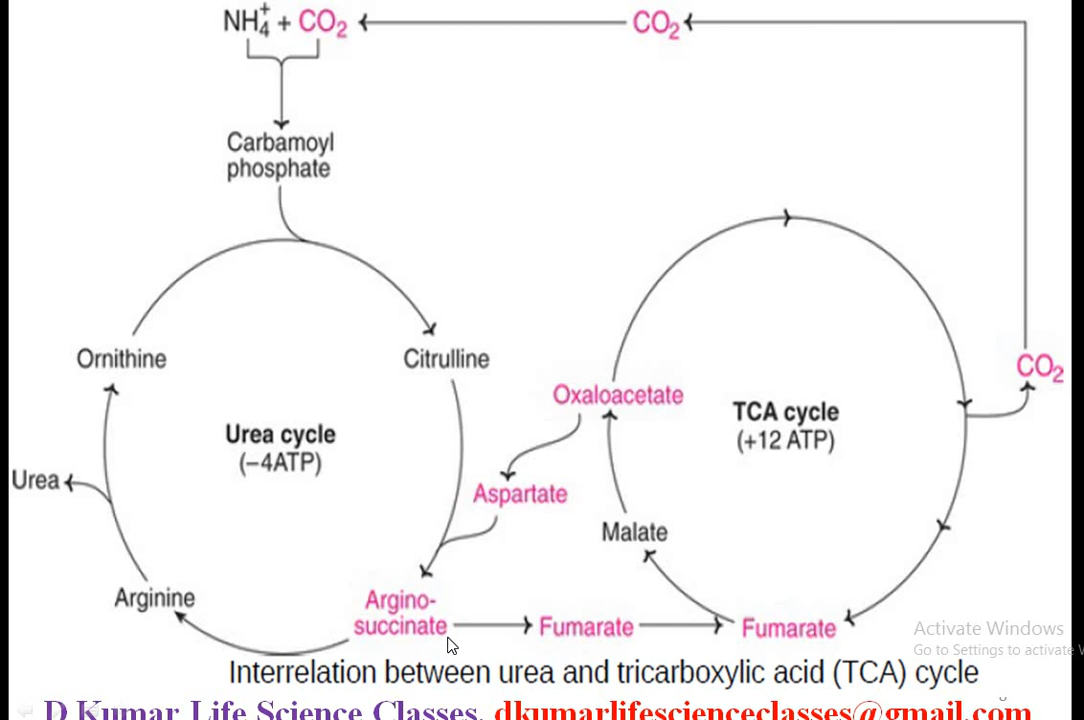 NH₄⁺ + CO₂
CO₂
Carbamoyl
phosphate
Ornithine
Citrulline
CO₂
Oxaloacetate
TCA cycle
(+12 ATP)
Urea cycle
(−4ATP)
Urea
Aspartate
Malate
Arginine
Argino-
succinate
Fumarate
Fumarate
Activate Windows
Go to Settings to activate
Interrelation between urea and tricarboxylic acid (TCA) cycle
D Kumar Life Science Classes, dkumarlifescienceclasses@gmail.com